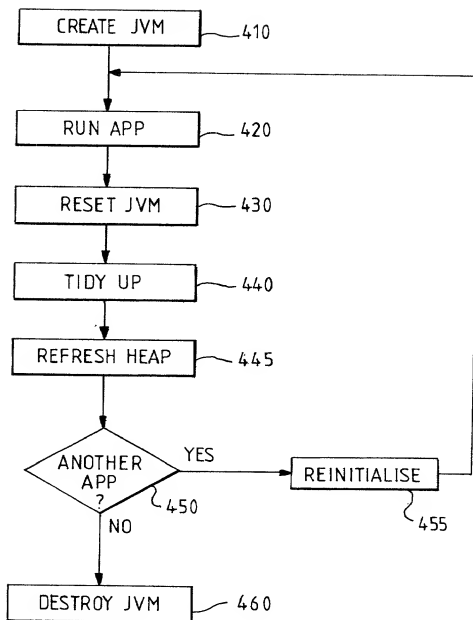 CREATE JVM
410
RUN APP
420
RESET JVM
430
TIDY UP
440
REFRESH HEAP
445
ANOTHER
APP
?
450
YES
REINITIALISE
455
NO
DESTROY JVM
460